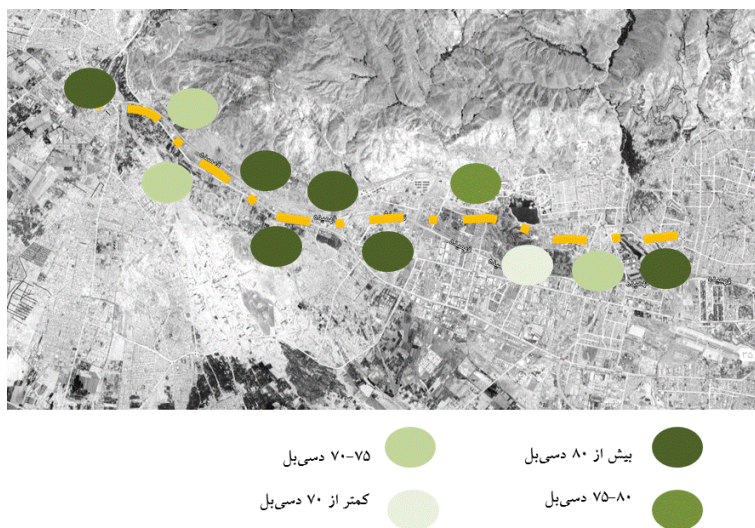 بیش از ۸۰ دسی‌بل
۷۰-۷۵ دسی‌بل
۷۵-۸۰ دسی‌بل
کمتر از ۷۰ دسی‌بل